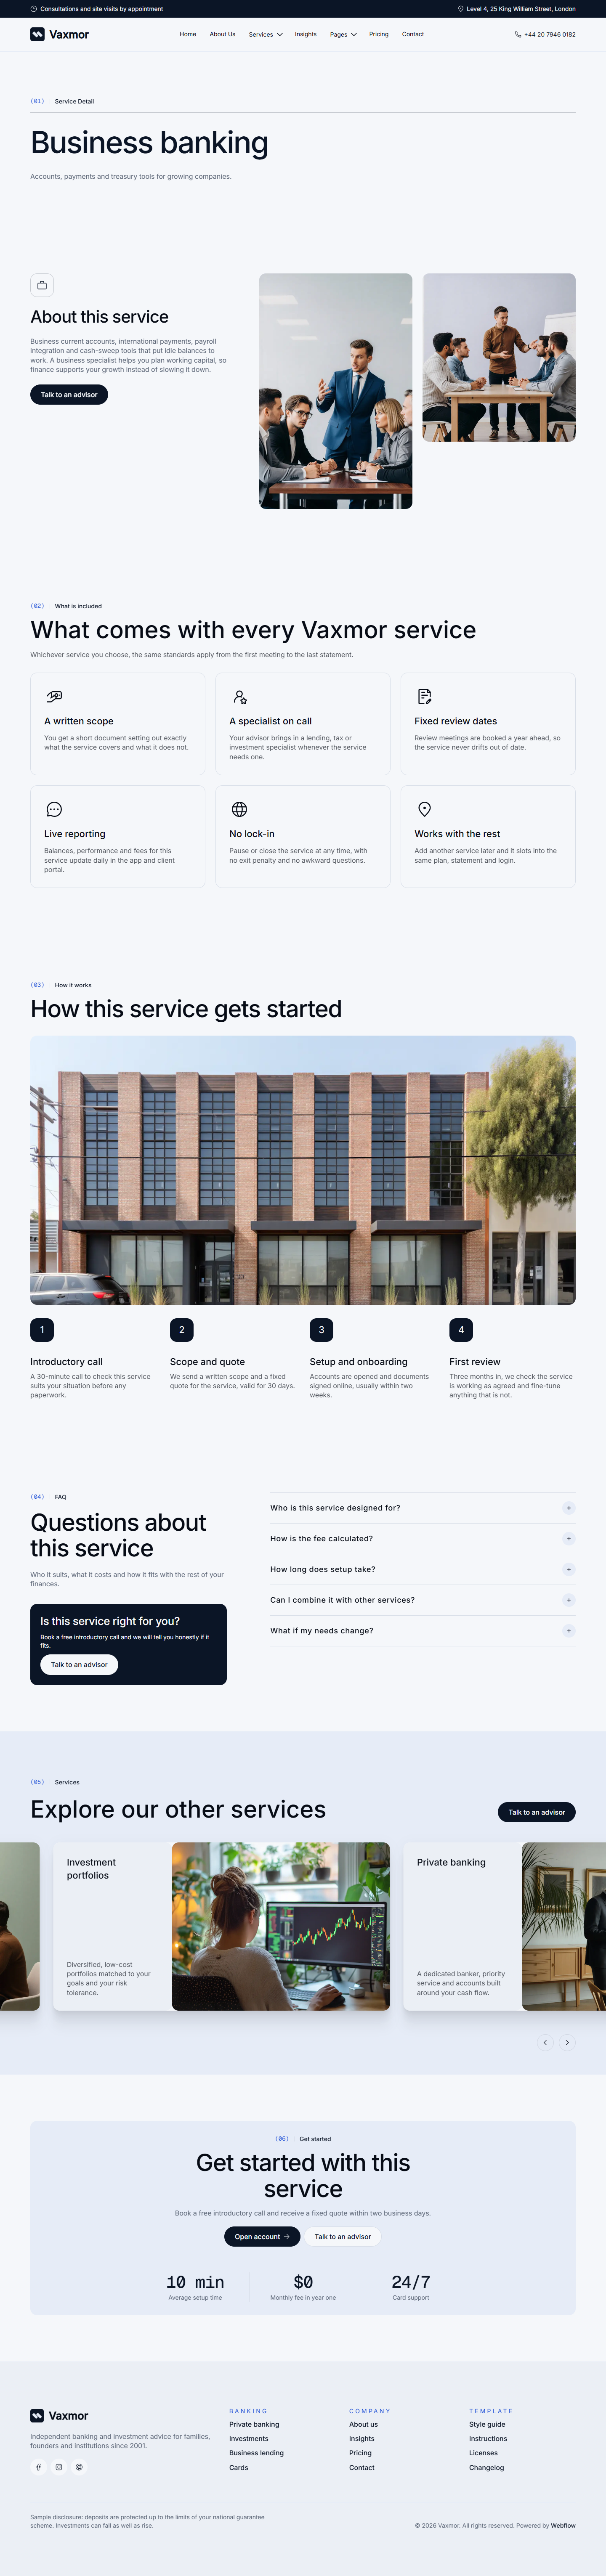 Consultations and site visits by appointment
Level 4, 25 King William Street, London
Vaxmor
Home
About Us
Services
Insights
Pages
Pricing
Contact
+44 20 7946 0182
(01)
Service Detail
Business banking
Accounts, payments and treasury tools for growing companies.
About this service
Business current accounts, international payments, payroll
integration and cash-sweep tools that put idle balances to
work. A business specialist helps you plan working capital, so
finance supports your growth instead of slowing it down.
Talk to an advisor
(02)
What is included
What comes with every Vaxmor service
Whichever service you choose, the same standards apply from the first meeting to the last statement.
A written scope
You get a short document setting out exactly
what the service covers and what it does not.
A specialist on call
Your advisor brings in a lending, tax or
investment specialist whenever the service
needs one.
Fixed review dates
Review meetings are booked a year ahead, so
the service never drifts out of date.
Live reporting
Balances, performance and fees for this
service update daily in the app and client
portal.
No lock-in
Pause or close the service at any time, with
no exit penalty and no awkward questions.
Works with the rest
Add another service later and it slots into the
same plan, statement and login.
(03)
How it works
How this service gets started
1
Introductory call
A 30-minute call to check this service
suits your situation before any
paperwork.
2
Scope and quote
We send a written scope and a fixed
quote for the service, valid for 30 days.
3
Setup and onboarding
Accounts are opened and documents
signed online, usually within two
weeks.
4
First review
Three months in, we check the service
is working as agreed and fine-tune
anything that is not.
(04)
FAQ
Questions about
this service
Who it suits, what it costs and how it fits with the rest of your
finances.
Is this service right for you?
Book a free introductory call and we will tell you honestly if it
fits.
Talk to an advisor
Who is this service designed for?
How is the fee calculated?
How long does setup take?
Can I combine it with other services?
What if my needs change?
(05)
Services
Explore our other services
Talk to an advisor
Investment
portfolios
Diversified, low-cost
portfolios matched to your
goals and your risk
tolerance.
Private banking
A dedicated banker, priority
service and accounts built
around your cash flow.
(06)
Get started
Get started with this
service
Book a free introductory call and receive a fixed quote within two business days.
Open account
Talk to an advisor
10 min
Average setup time
$0
Monthly fee in year one
24/7
Card support
Vaxmor
Independent banking and investment advice for families,
founders and institutions since 2001.
BANKING
Private banking
Investments
Business lending
Cards
COMPANY
About us
Insights
Pricing
Contact
TEMPLATE
Style guide
Instructions
Licenses
Changelog
Sample disclosure: deposits are protected up to the limits of your national guarantee
scheme. Investments can fall as well as rise.
© 2026 Vaxmor. All rights reserved. Powered by Webflow